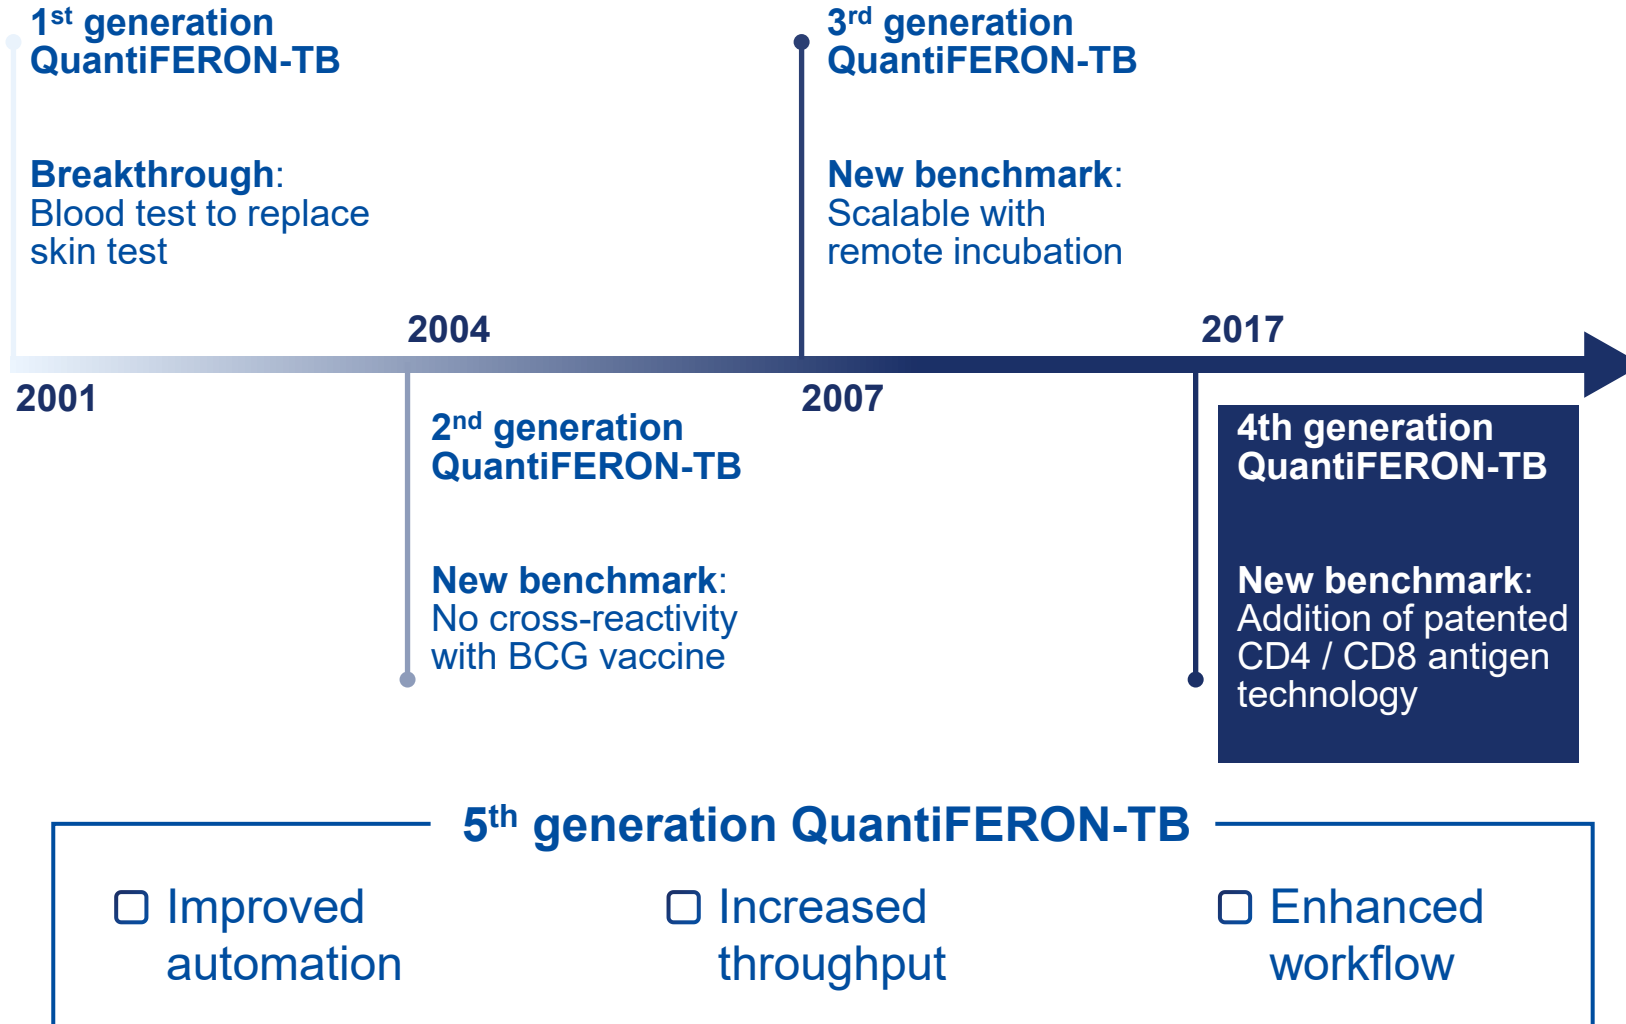 1st generation
QuantiFERON-TB
Breakthrough:
Blood test to replace
skin test
3rd generation
QuantiFERON-TB
New benchmark:
Scalable with
remote incubation
2004
2017
2001
2007
2nd generation
QuantiFERON-TB
New benchmark:
No cross-reactivity
with BCG vaccine
4th generation
QuantiFERON-TB
New benchmark:
Addition of patented
CD4 / CD8 antigen
technology
5th generation QuantiFERON-TB
Improved
automation
Increased
throughput
Enhanced
workflow